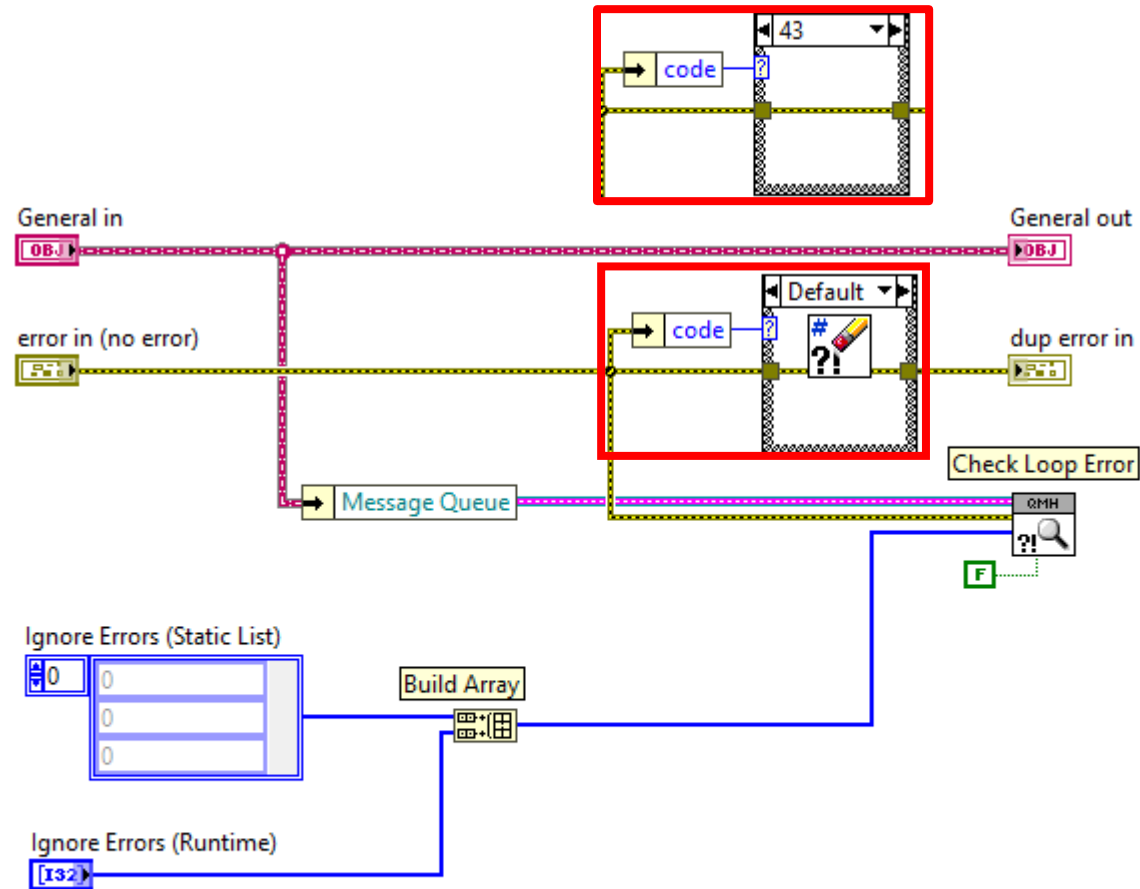 43
code
?
General in
General out
OBJ
OBJ
Default
code
?
#
?!
error in (no error)
dup error in
Check Loop Error
Message Queue
QMH
?!
F
Ignore Errors (Static List)
0
0
0
0
Build Array
Ignore Errors (Runtime)
[I32]